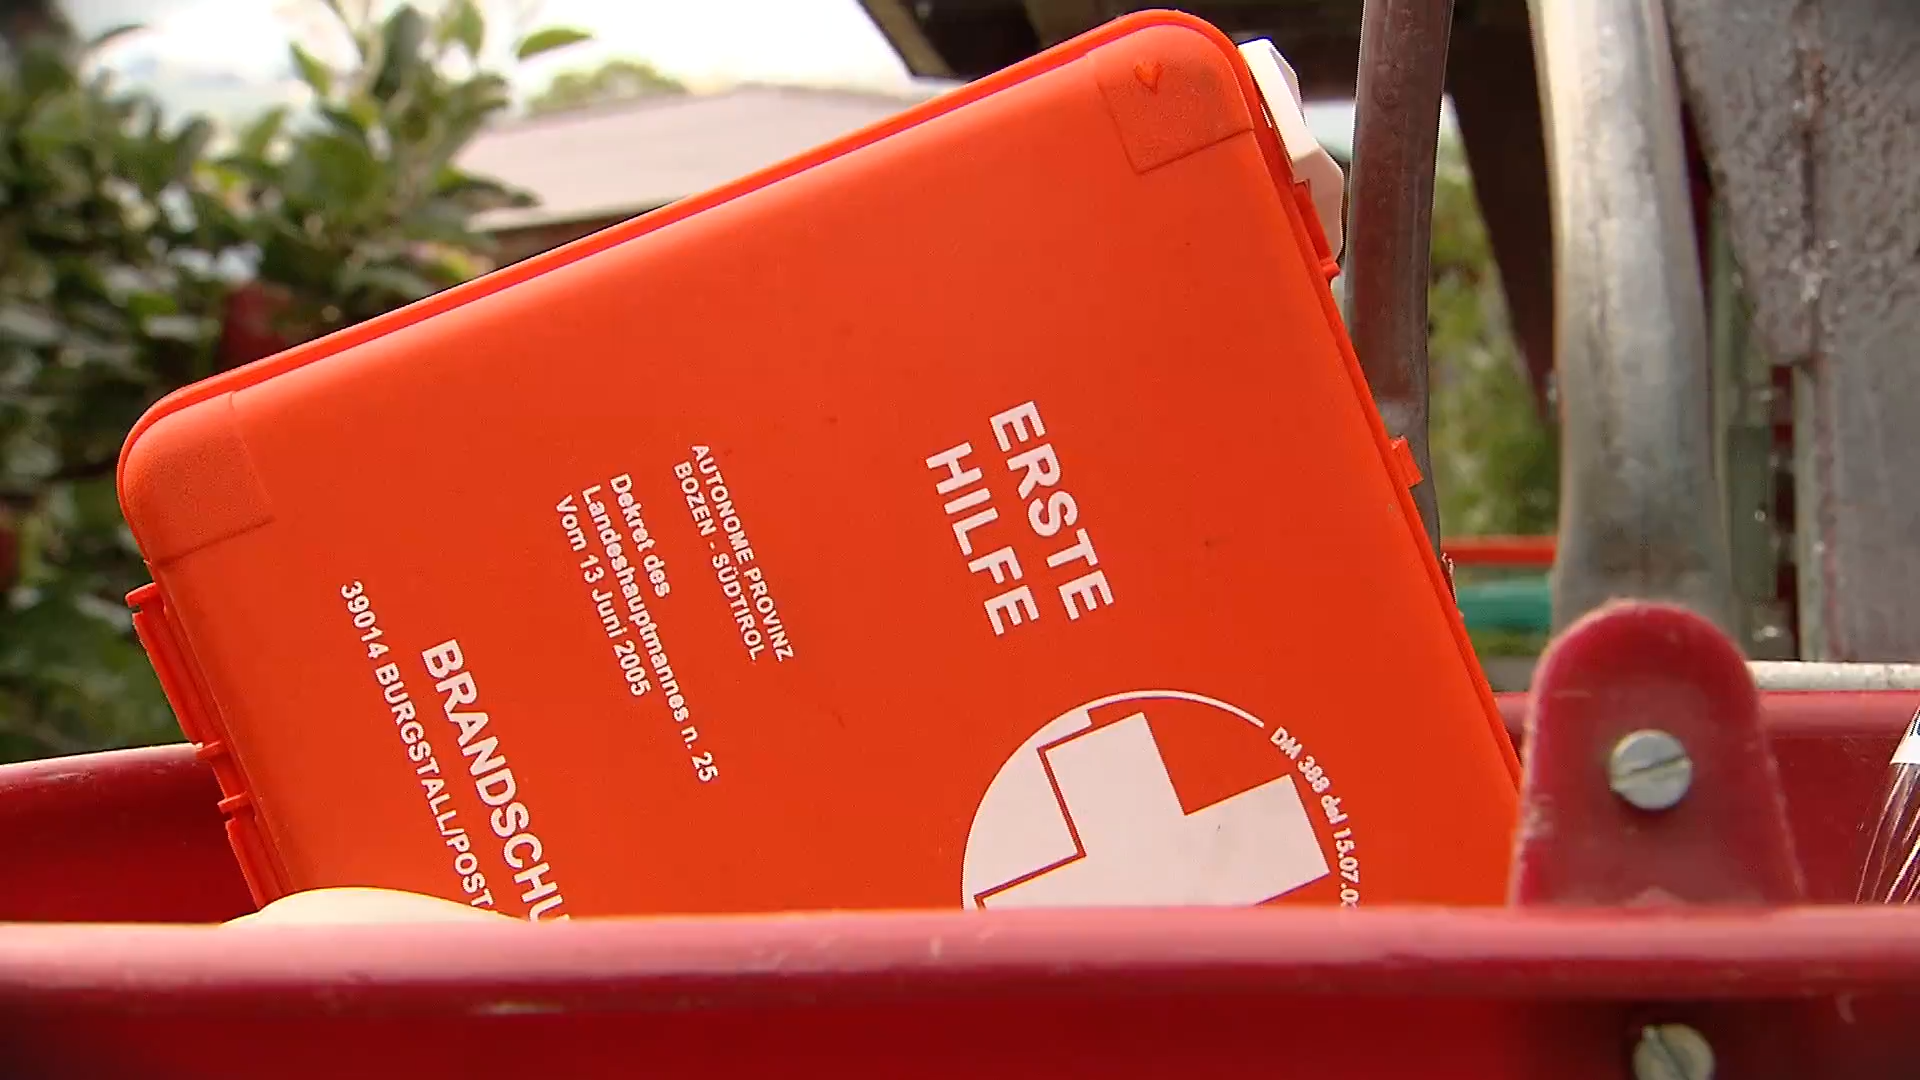 ERSTE
HILFE
DM 388 del 15.07.0
AUTONOME PROVINZ
BOZEN - SÜDTIROL
Dekret des
Landeshauptmannes n. 25
Vom 13 Juni 2005
BRANDSCHU
39014 BURGSTALL/POST